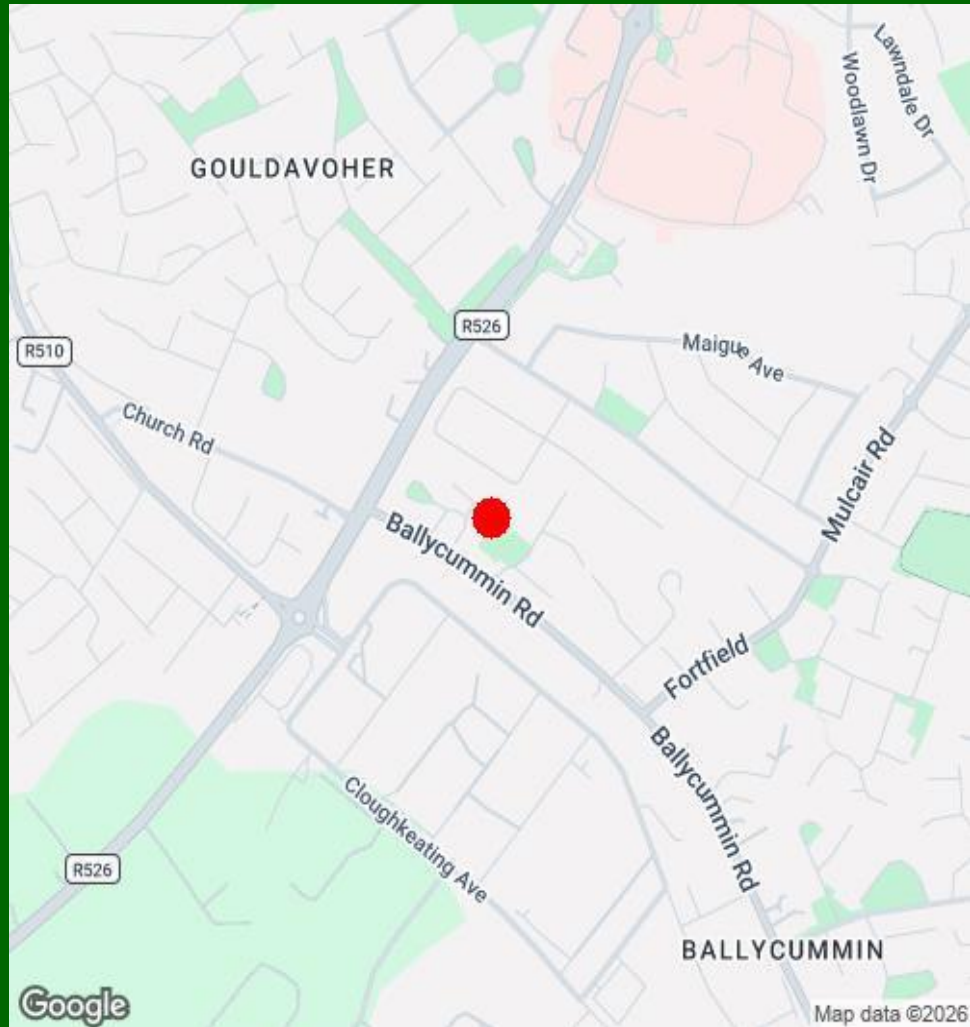 Lawndale Dr
Woodlawn Dr
GOULDAVOHER
R526
R510
Maigue Ave
Church Rd
Mulcair Rd
Ballycummin Rd
Fortfield
Ballycummin Rd
Cloughkeating Ave
R526
BALLYCUMMIN
Google
Map data ©2026